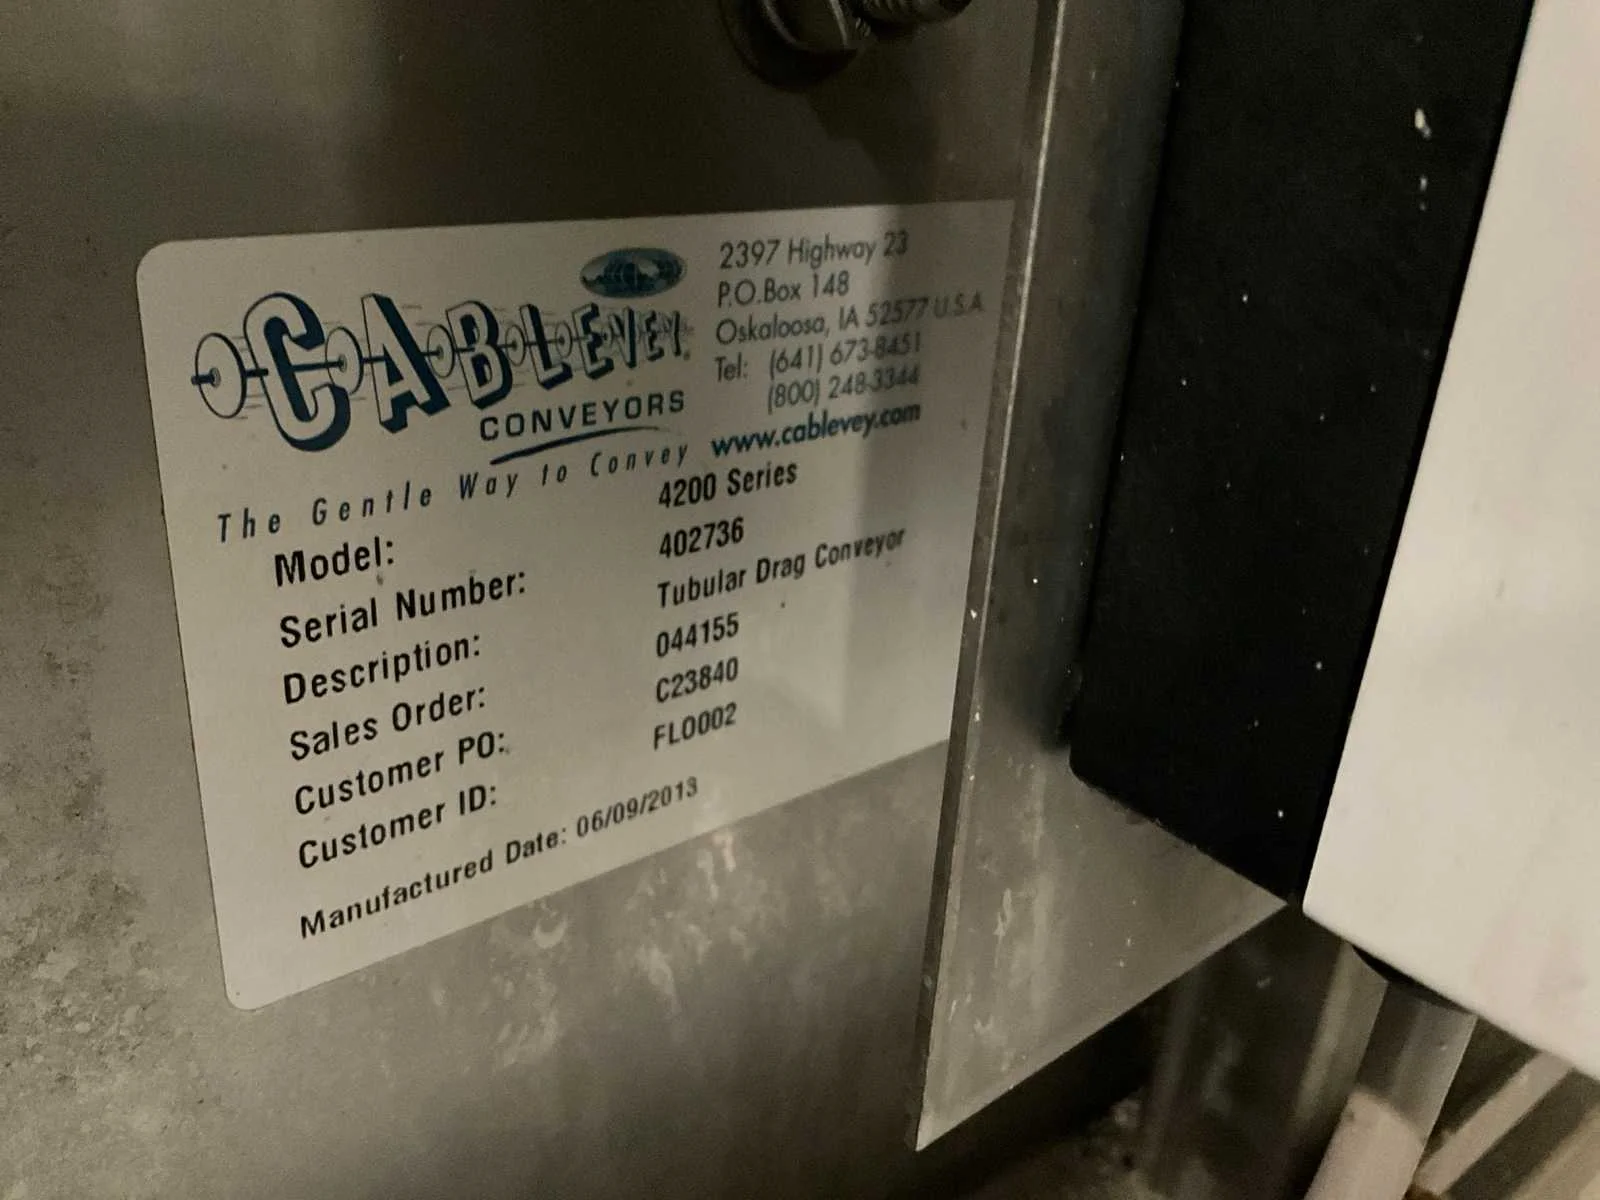 CABLEVEY
CONVEYORS
The Gentle Way to Convey
2397 Highway 23
P.O.Box 148
Oskaloosa, IA 52577 U.S.A
Tel: (641) 673-8451
(800) 248-3344
www.cablevey.com
Model: 4200 Series
Serial Number: 402736
Description: Tubular Drag Conveyor
Sales Order: 044155
Customer PO: C23840
Customer ID: FLO002
Manufactured Date: 06/09/2013